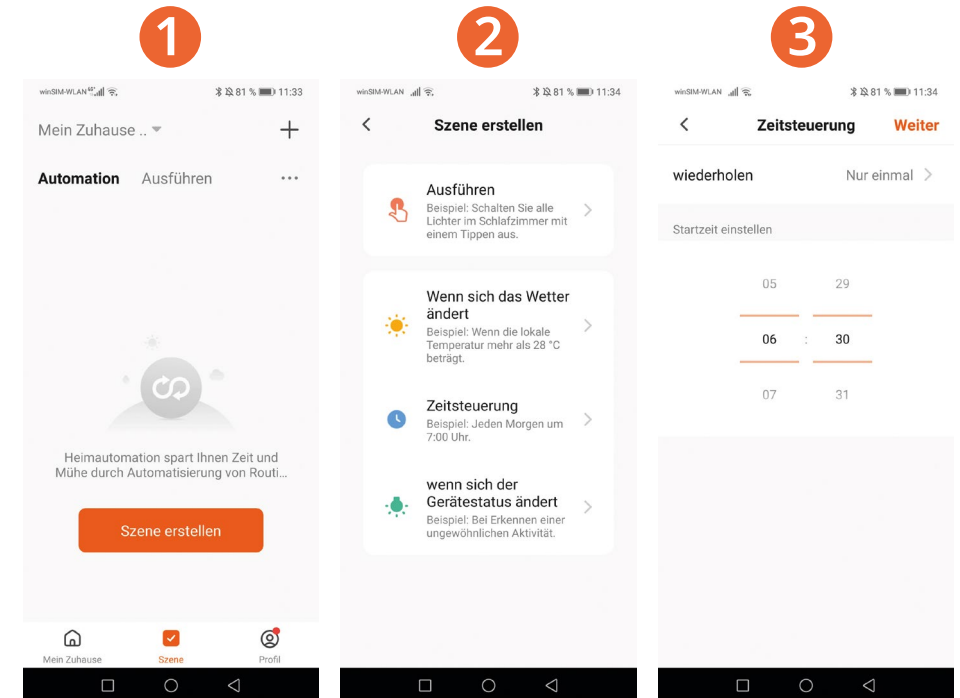 1
winSIM-WLAN 81 % 11:33
Mein Zuhause ..
Automation Ausführen ...
Heimautomation spart Ihnen Zeit und
Mühe durch Automatisierung von Routi...
Szene erstellen
Mein Zuhause Szene Profil
2
winSIM-WLAN 81 % 11:34
Szene erstellen
Ausführen
Beispiel: Schalten Sie alle
Lichter im Schlafzimmer mit
einem Tippen aus.
Wenn sich das Wetter
ändert
Beispiel: Wenn die lokale
Temperatur mehr als 28 °C
beträgt.
Zeitsteuerung
Beispiel: Jeden Morgen um
7:00 Uhr.
wenn sich der
Gerätestatus ändert
Beispiel: Bei Erkennen einer
ungewöhnlichen Aktivität.
3
winSIM-WLAN 81 % 11:34
Zeitsteuerung Weiter
wiederholen Nur einmal
Startzeit einstellen
05 29
06 : 30
07 31